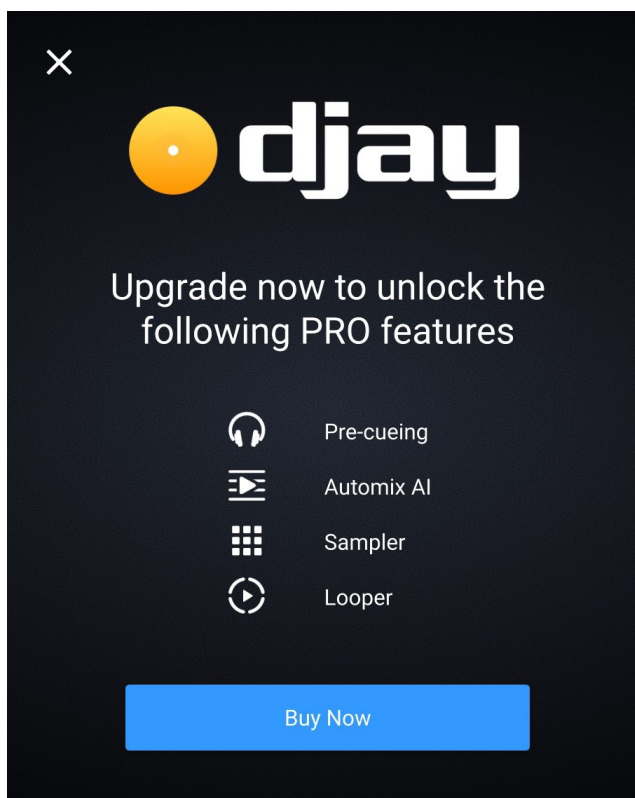 djay
Upgrade now to unlock the
following PRO features
Pre-cueing
Automix AI
Sampler
Looper
Buy Now